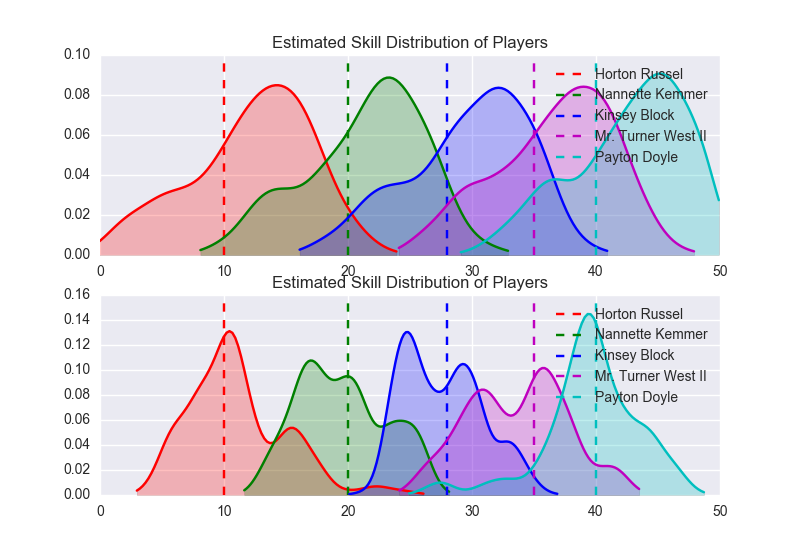 Estimated Skill Distribution of Players
0.10
0.08
0.06
0.04
0.02
0.00
0 10 20 30 40 50
Horton Russel
Nannette Kemmer
Kinsey Block
Mr. Turner West II
Payton Doyle
Estimated Skill Distribution of Players
0.16
0.14
0.12
0.10
0.08
0.06
0.04
0.02
0.00
0 10 20 30 40 50
Horton Russel
Nannette Kemmer
Kinsey Block
Mr. Turner West II
Payton Doyle